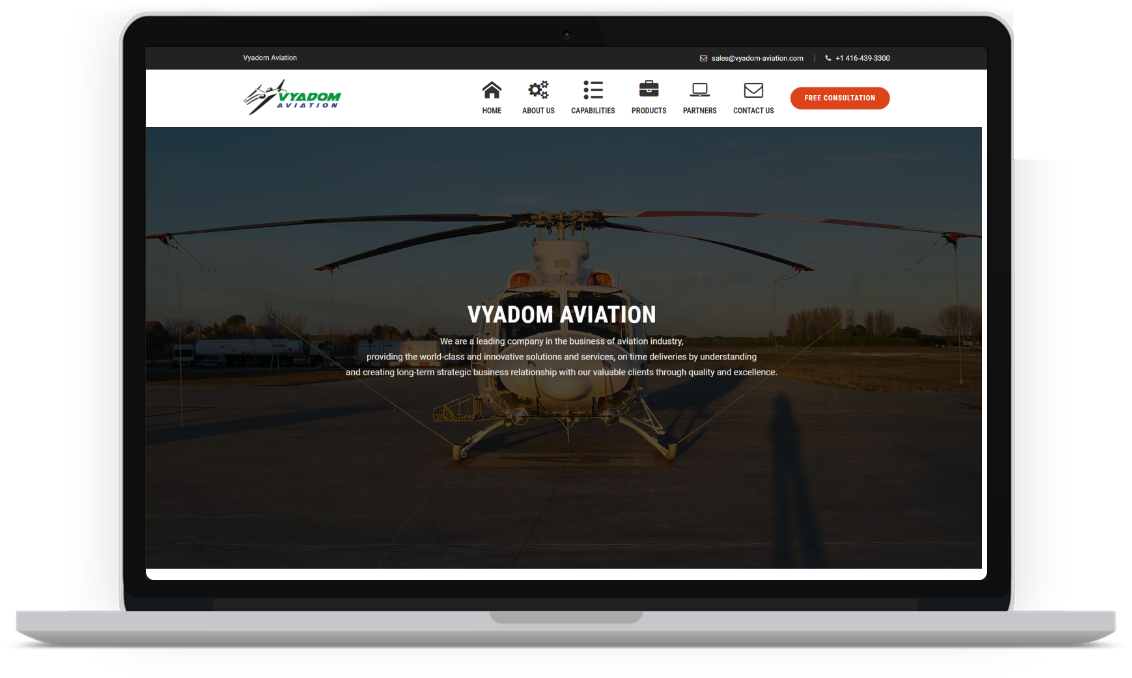 Vyadom Aviation
sales@vyadom-aviation.com | +1 416-439-3300
VYADOM
AVIATION
HOME ABOUT US CAPABILITIES PRODUCTS PARTNERS CONTACT US FREE CONSULTATION
VYADOM AVIATION
We are a leading company in the business of aviation industry,
providing the world-class and innovative solutions and services, on time deliveries by understanding
and creating long-term strategic business relationship with our valuable clients through quality and excellence.